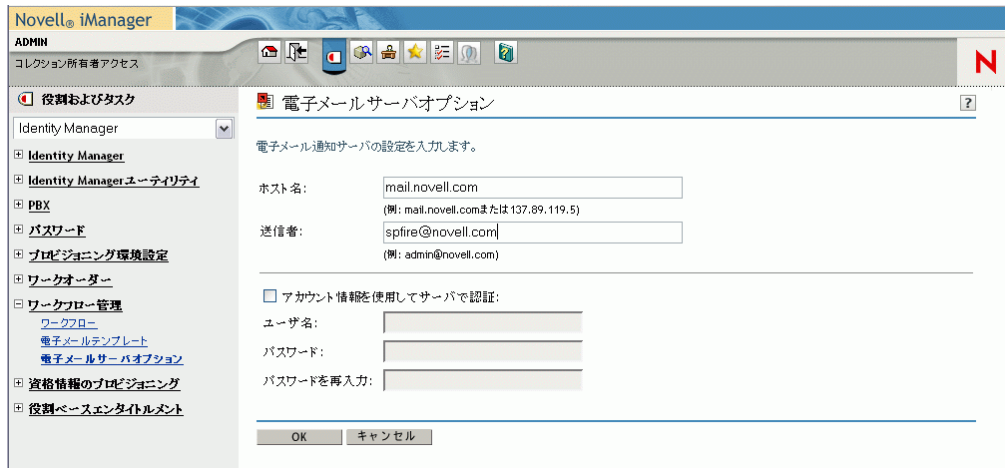 Novell® iManager
ADMIN
コレクション所有者アクセス
N
役割およびタスク
Identity Manager
Identity Manager
Identity Managerユーティリティ
PBX
パスワード
プロビジョニング環境設定
ワークオーダー
ワークフロー管理
ワークフロー
電子メールテンプレート
電子メールサーバオプション
資格情報のプロビジョニング
役割ベースエンタイトルメント
電子メールサーバオプション
?
電子メール通知サーバの設定を入力します。
ホスト名:
mail.novell.com
(例: mail.novell.comまたは137.89.119.5)
送信者:
spfire@novell.com
(例: admin@novell.com)
アカウント情報を使用してサーバで認証:
ユーザ名:
パスワード:
パスワードを再入力:
OK
キャンセル